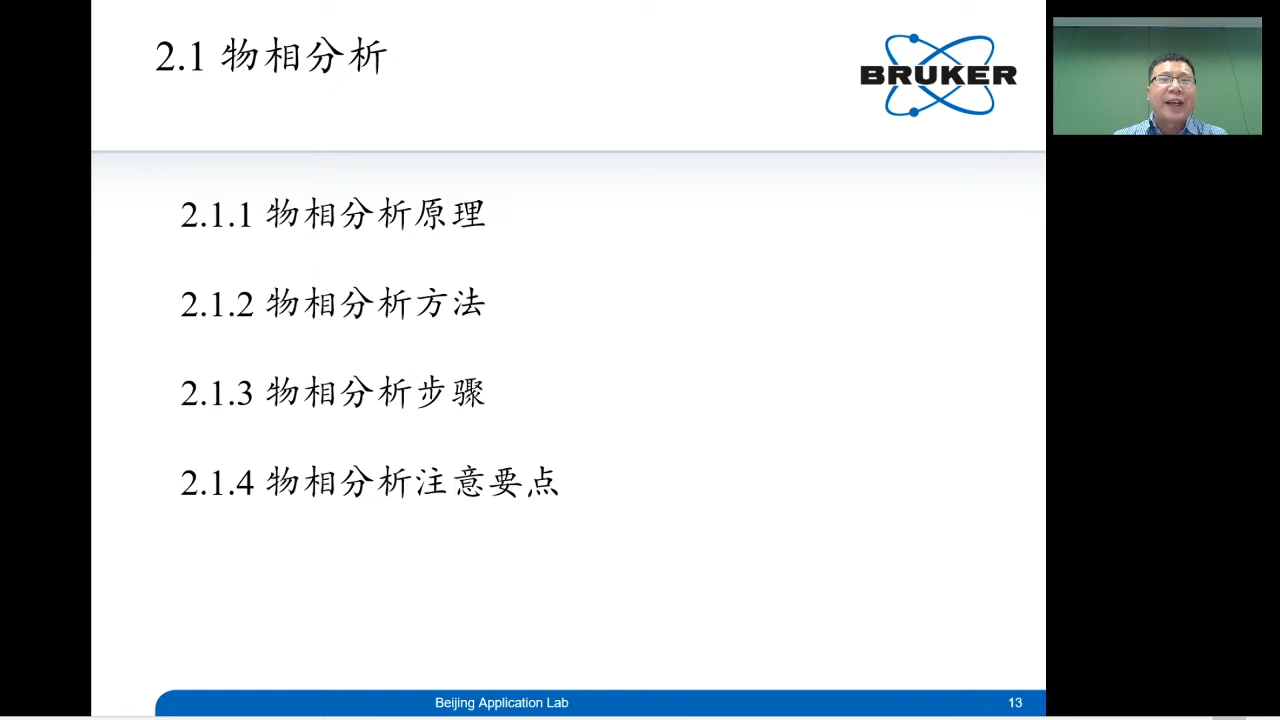 2.1 物相分析
BRUKER
2.1.1 物相分析原理
2.1.2 物相分析方法
2.1.3 物相分析步骤
2.1.4 物相分析注意要点
Beijing Application Lab
13